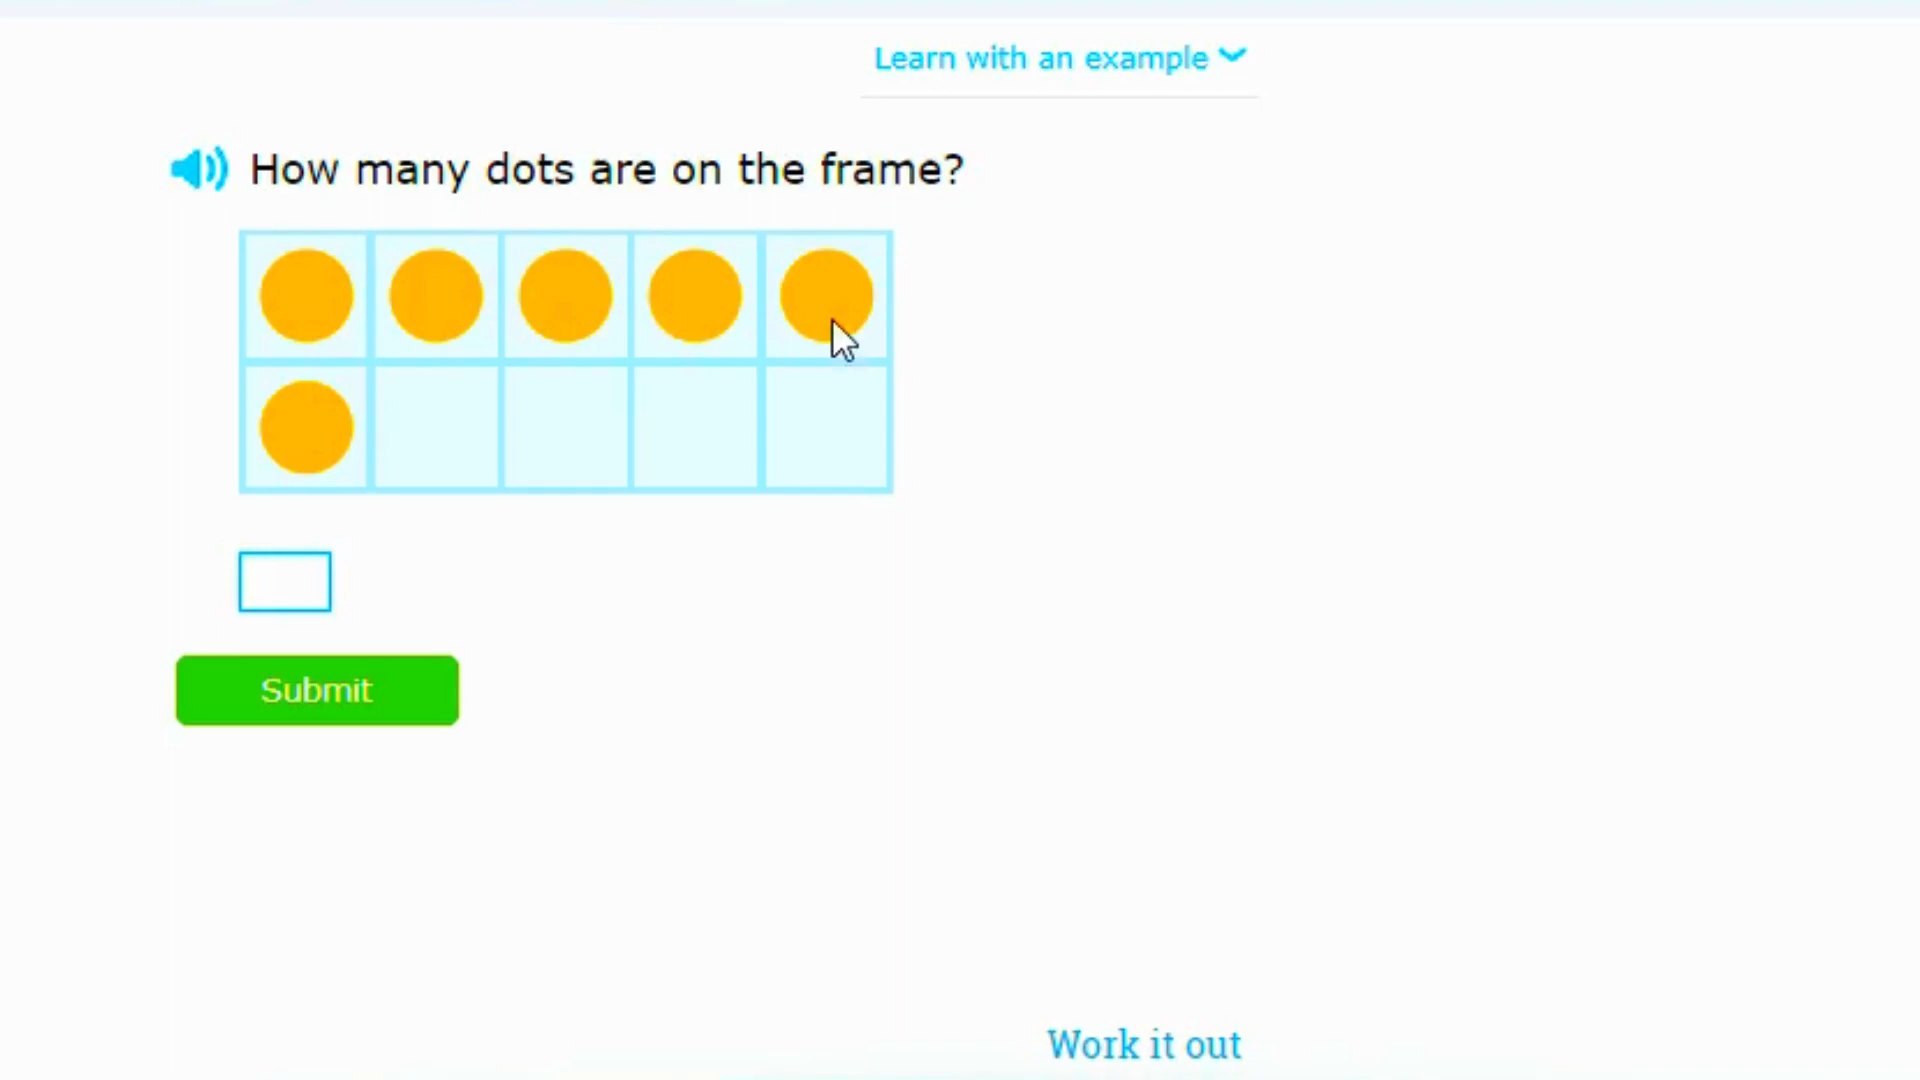 Learn with an example
How many dots are on the frame?
Submit
Work it out